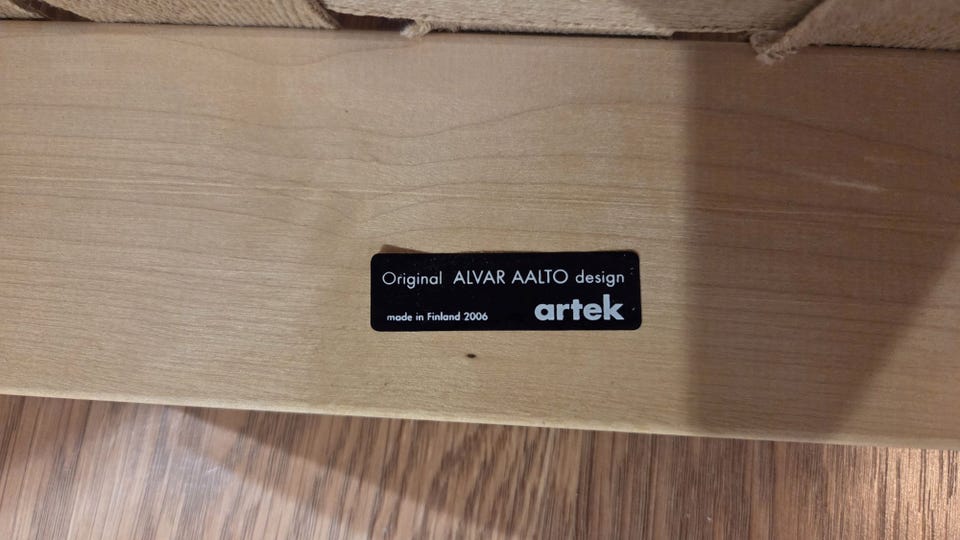 Original ALVAR AALTO design
made in Finland 2006 artek